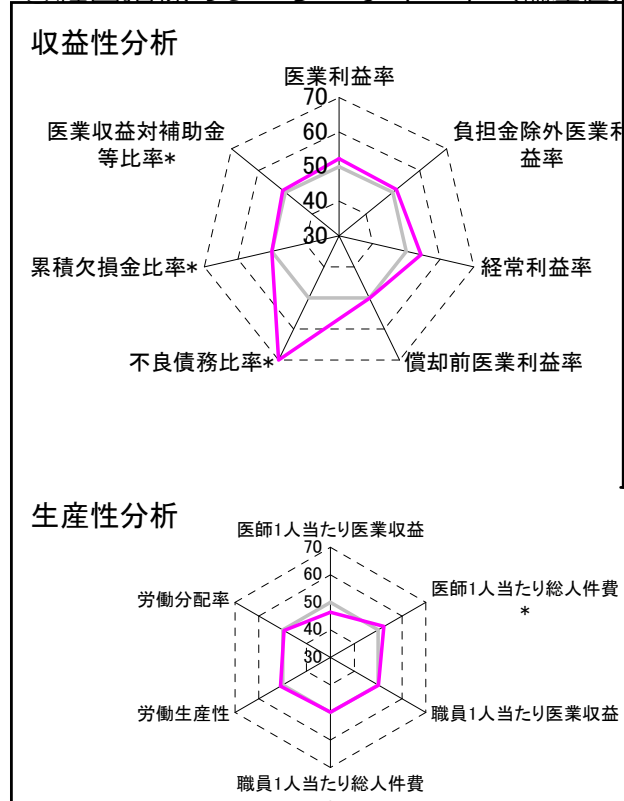 収益性分析
医業利益率
70
60
50
40
30
負担金除外医業利
益率
経常利益率
償却前医業利益率
不良債務比率*
累積欠損金比率*
医業収益対補助金
等比率*
生産性分析
医師1人当たり医業収益
70
60
50
40
30
医師1人当たり総人件費
*
職員1人当たり医業収益
職員1人当たり総人件費
労働生産性
労働分配率